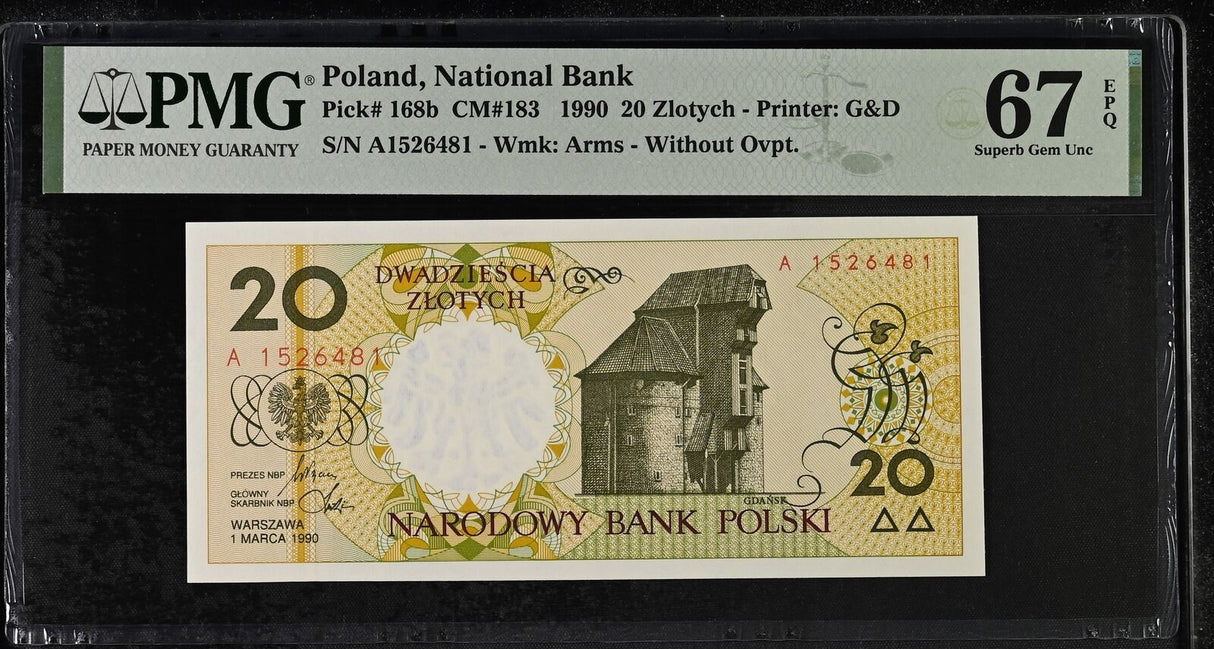 PMG®
PAPER MONEY GUARANTY
Poland, National Bank
Pick# 168b CM#183 1990 20 Zlotych - Printer: G&D
S/N A1526481 - Wmk: Arms - Without Ovpt.
67
EPQ
Superb Gem Unc
20
DWADZIEŚCIA
ZŁOTYCH
A 1526481
A 1526481
PREZES NBP
GŁÓWNY
SKARBNIK NBP
WARSZAWA
1 MARCA 1990
GDAŃSK
20
NARODOWY BANK POLSKI